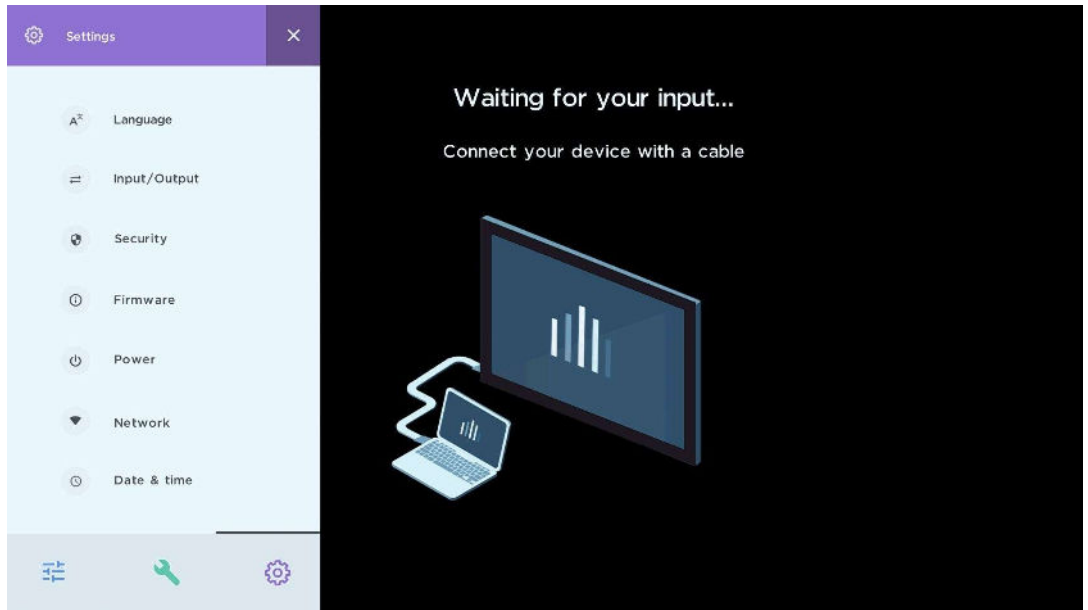 Settings
Language
Input/Output
Security
Firmware
Power
Network
Date & time
Waiting for your input...
Connect your device with a cable